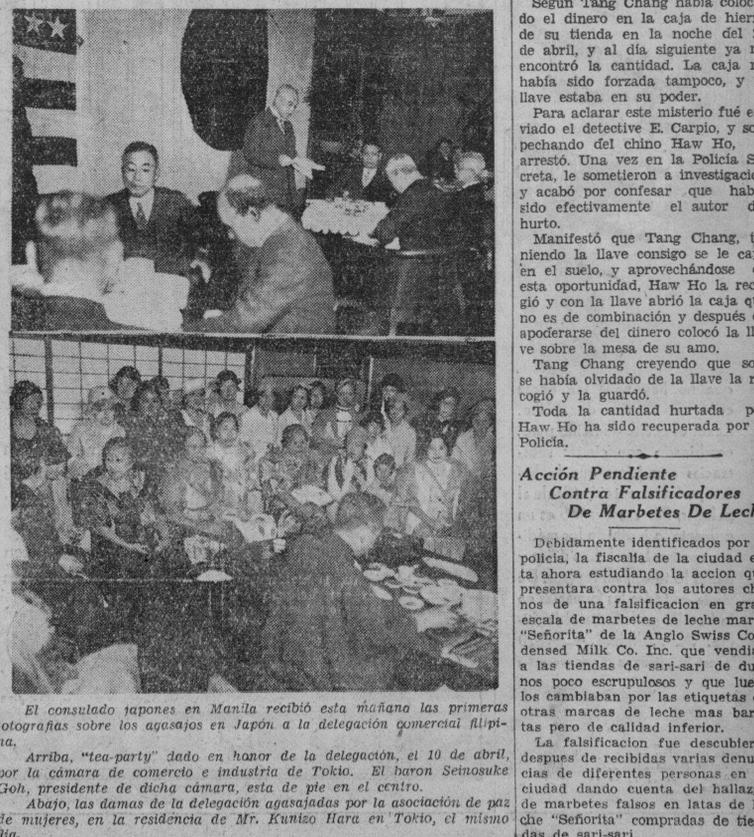 El consulado japones en Manila recibió esta mañana las primeras
otografias sobre los agasajos en Japón a la delegación comercial filipi-
na.
Arriba, "tea-party" dado en honor de la delegación, el 10 de abril,
por la cámara de comercio e industria de Tokio. El baron Seinosuke
Goh, presidente de dicha cámara, esta de pie en el centro.
Abajo, las damas de la delegación agasajadas por la asociación de paz
de mujeres, en la residencia de Mr. Kunizo Hara en Tokio, el mismo
dia.
Segun Tang Chang habia coloc
do el dinero en la caja de hier
de su tienda en la noche del
de abril, y al día siguiente ya
encontró la cantidad. La caja
había sido forzada tampoco, y
llave estaba en su poder.
Para aclarar este misterio fué e
viado el detective E. Carpio, y so
pechando del chino Haw Ho,
arrestó. Una vez en la Policía S
creta, le sometieron a investigació
y acabó por confesar que hab
sido efectivamente el autor d
hurto.
Manifestó que Tang Chang, t
niendo la llave consigo se le ca
en el suelo, y aprovechándose
esta oportunidad, Haw Ho la reco
gió y con la llave abrió la caja qu
no es de combinación y después
apoderarse del dinero colocó la ll
ve sobre la mesa de su amo.
Tang Chang creyendo que so
se había olvidado de la llave la r
cogió y la guardó.
Toda la cantidad hurtada p
Haw Ho ha sido recuperada por
Policía.
Acción Pendiente
Contra Falsificadores
De Marbetes De Lech
Debidamente identificados por
policia, la fiscalia de la ciudad e
ta ahora estudiando la accion qu
presentara contra los autores ch
nos de una falsificacion en gra
escala de marbetes de leche mar
"Señorita" de la Anglo Swiss Co
densed Milk Co. Inc. que vendia
a las tiendas de sari-sari de du
nos poco escrupulosos y que lue
los cambiaban por las etiquetas
otras marcas de leche mas bar
tas pero de calidad inferior.
La falsificacion fue descubier
despues de recibidas varias denu
cias de diferentes personas en
ciudad dando cuenta del hallaz
de marbetes falsos en latas de
che "Señorita" compradas de tie
das de sari-sari